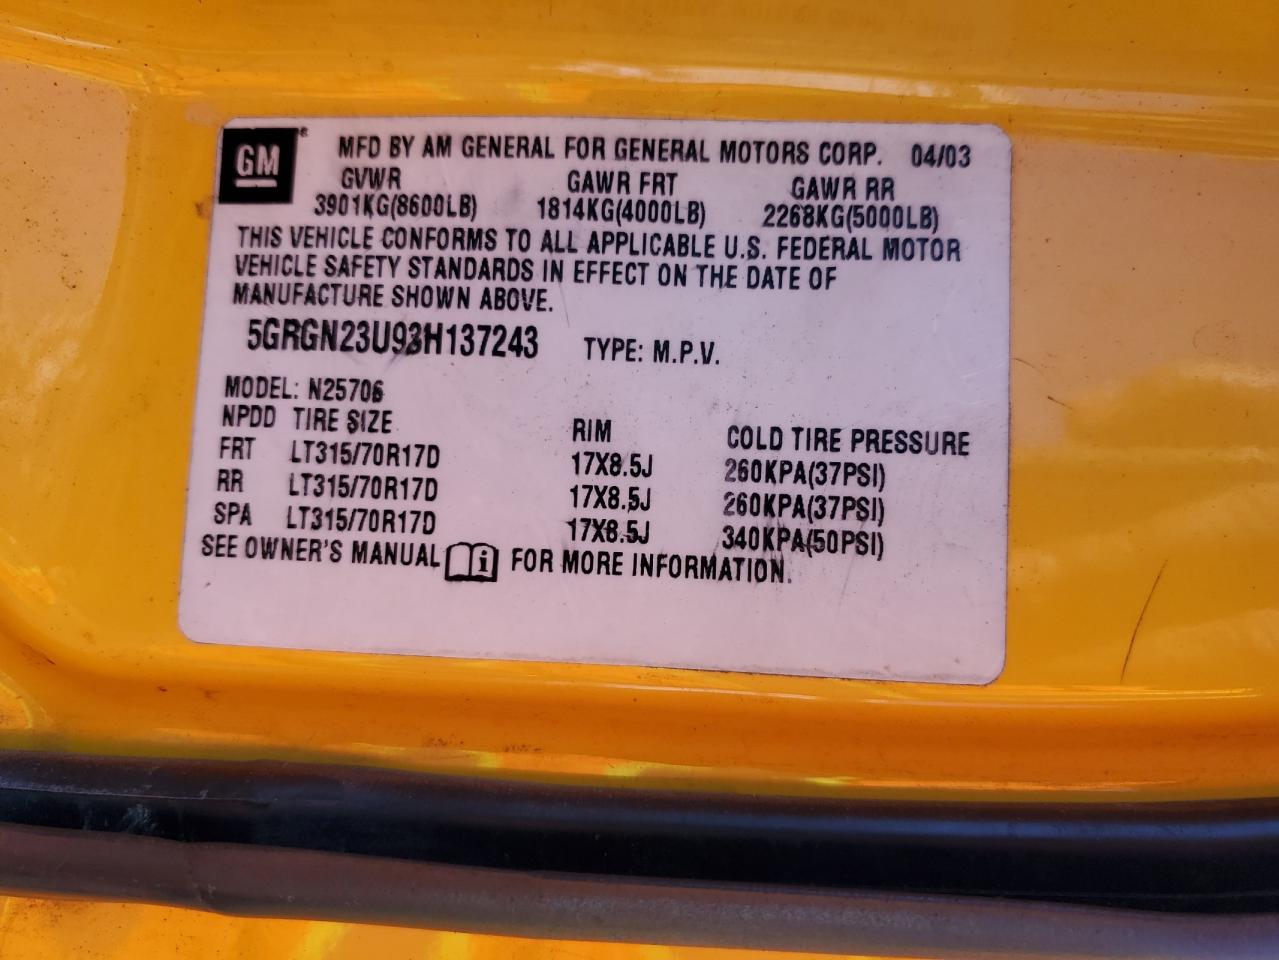 GM ® MFD BY AM GENERAL FOR GENERAL MOTORS CORP. 04/03
GVWR GAWR FRT GAWR RR
3901KG(8600LB) 1814KG(4000LB) 2268KG(5000LB)
THIS VEHICLE CONFORMS TO ALL APPLICABLE U.S. FEDERAL MOTOR
VEHICLE SAFETY STANDARDS IN EFFECT ON THE DATE OF
MANUFACTURE SHOWN ABOVE.
5GRGN23U93H137243 TYPE: M.P.V.
MODEL: N25706
NPDD TIRE SIZE RIM COLD TIRE PRESSURE
FRT LT315/70R17D 17X8.5J 260KPA(37PSI)
RR LT315/70R17D 17X8.5J 260KPA(37PSI)
SPA LT315/70R17D 17X8.5J 340KPA(50PSI)
SEE OWNER'S MANUAL FOR MORE INFORMATION.